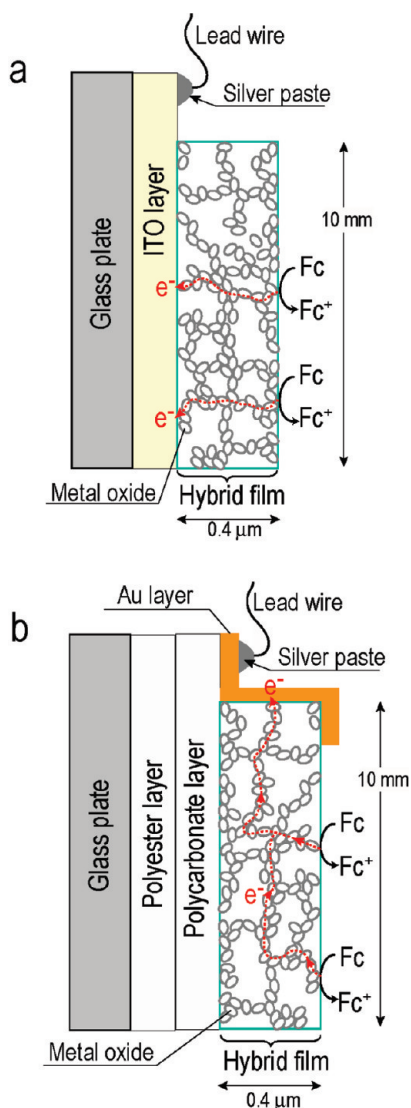 a
Lead wire
Silver paste
Glass plate
ITO layer
10 mm
e-
Fc
Fc+
Fc
e-
Fc+
Metal oxide
Hybrid film
0.4 μm
b
Au layer
Lead wire
Silver paste
e-
Glass plate
Polyester layer
Polycarbonate layer
10 mm
Fc
Fc+
e-
Fc
Fc+
Metal oxide
Hybrid film
0.4 μm